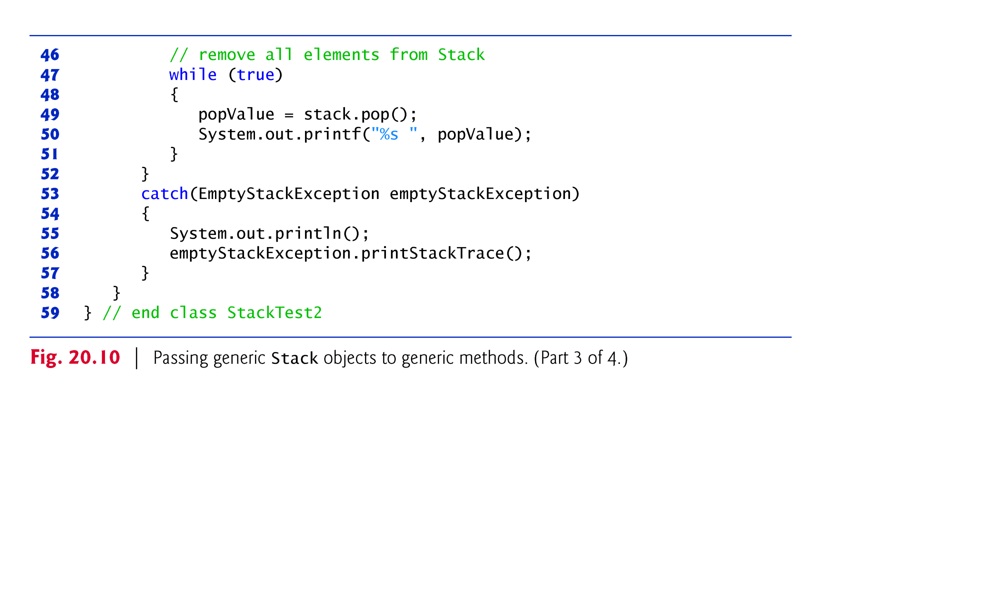 46 // remove all elements from Stack
47 while (true)
48 {
49 popValue = stack.pop();
50 System.out.printf("%s ", popValue);
51 }
52 }
53 catch(EmptyStackException emptyStackException)
54 {
55 System.out.println();
56 emptyStackException.printStackTrace();
57 }
58 }
59 } // end class StackTest2
Fig. 20.10 | Passing generic Stack objects to generic methods. (Part 3 of 4.)